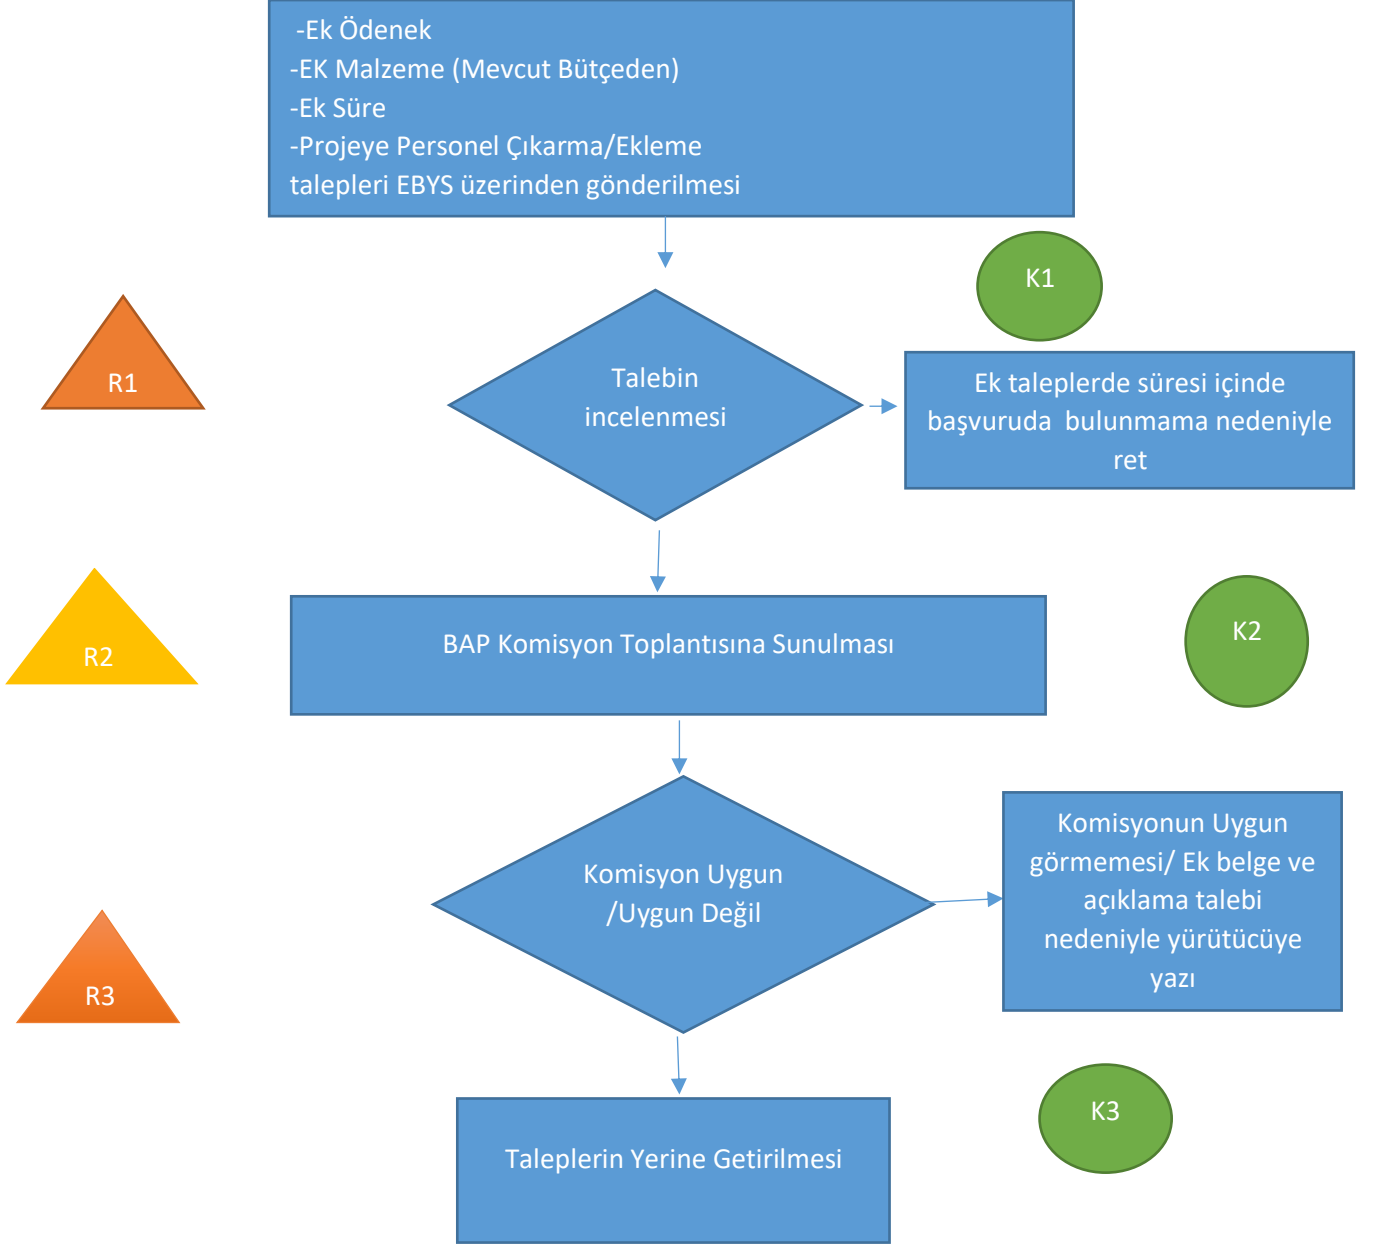 -Ek Ödenek
-EK Malzeme (Mevcut Bütçeden)
-Ek Süre
-Projeye Personel Çıkarma/Ekleme
talepleri EBYS üzerinden gönderilmesi
K1
R1
Talebin
incelenmesi
Ek taleplerde süresi içinde
başvuruda  bulunmama nedeniyle
ret
R2
BAP Komisyon Toplantısına Sunulması
K2
Komisyon Uygun
/Uygun Değil
Komisyonun Uygun
görmemesi/ Ek belge ve
açıklama talebi
nedeniyle yürütücüye
yazı
R3
K3
Taleplerin Yerine Getirilmesi